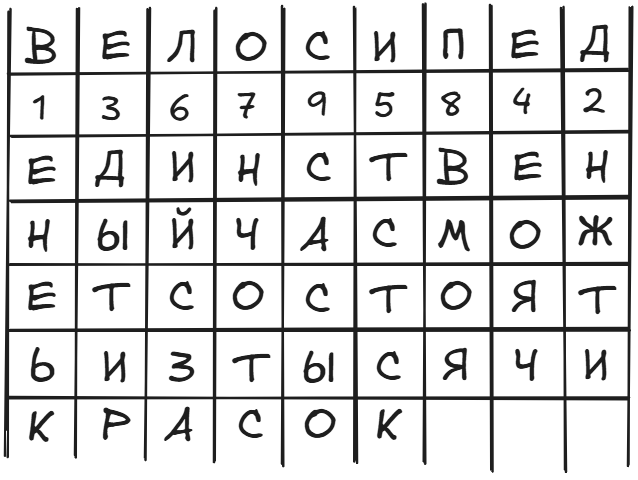 В Е Л О С И П Е Д
1 3 6 7 9 5 8 4 2
Е Д И Н С Т В Е Н
Н Ы Й Ч А С М О Ж
Е Т С О С Т О Я Т
Ь И З Т Ы С Я Ч И
К Р А С О К